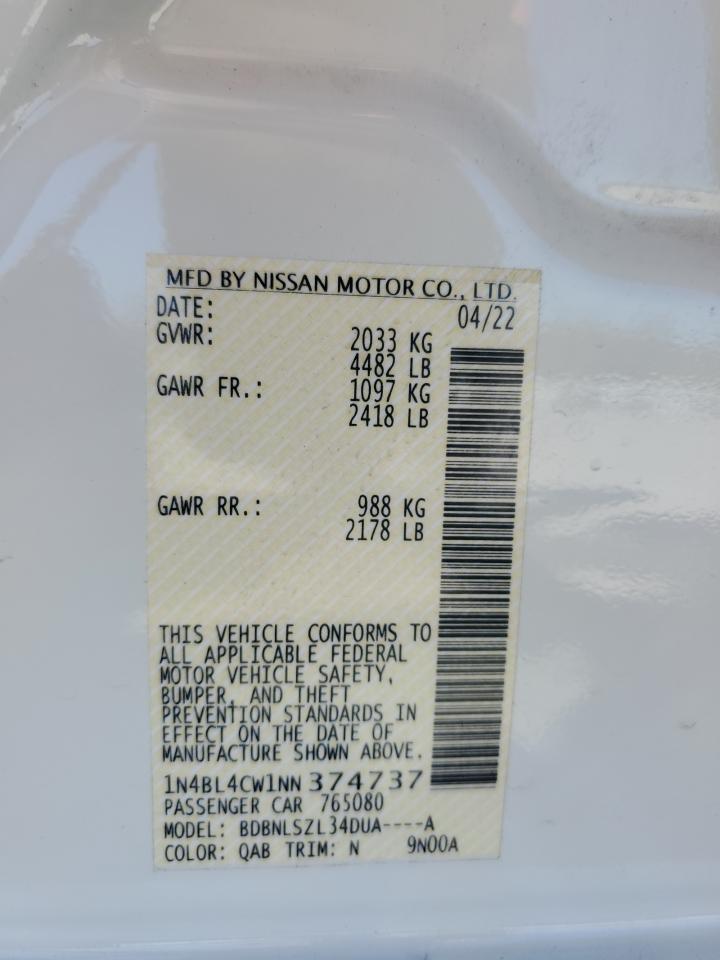 MFD BY NISSAN MOTOR CO., LTD.
DATE: 04/22
GVWR: 2033 KG
4482 LB
GAWR FR.: 1097 KG
2418 LB
GAWR RR.: 988 KG
2178 LB
THIS VEHICLE CONFORMS TO
ALL APPLICABLE FEDERAL
MOTOR VEHICLE SAFETY,
BUMPER, AND THEFT
PREVENTION STANDARDS IN
EFFECT ON THE DATE OF
MANUFACTURE SHOWN ABOVE.
1N4BL4CW1NN 374737
PASSENGER CAR 765080
MODEL: BDBNLSZL34DUA----A
COLOR: QAB TRIM: N 9N00A